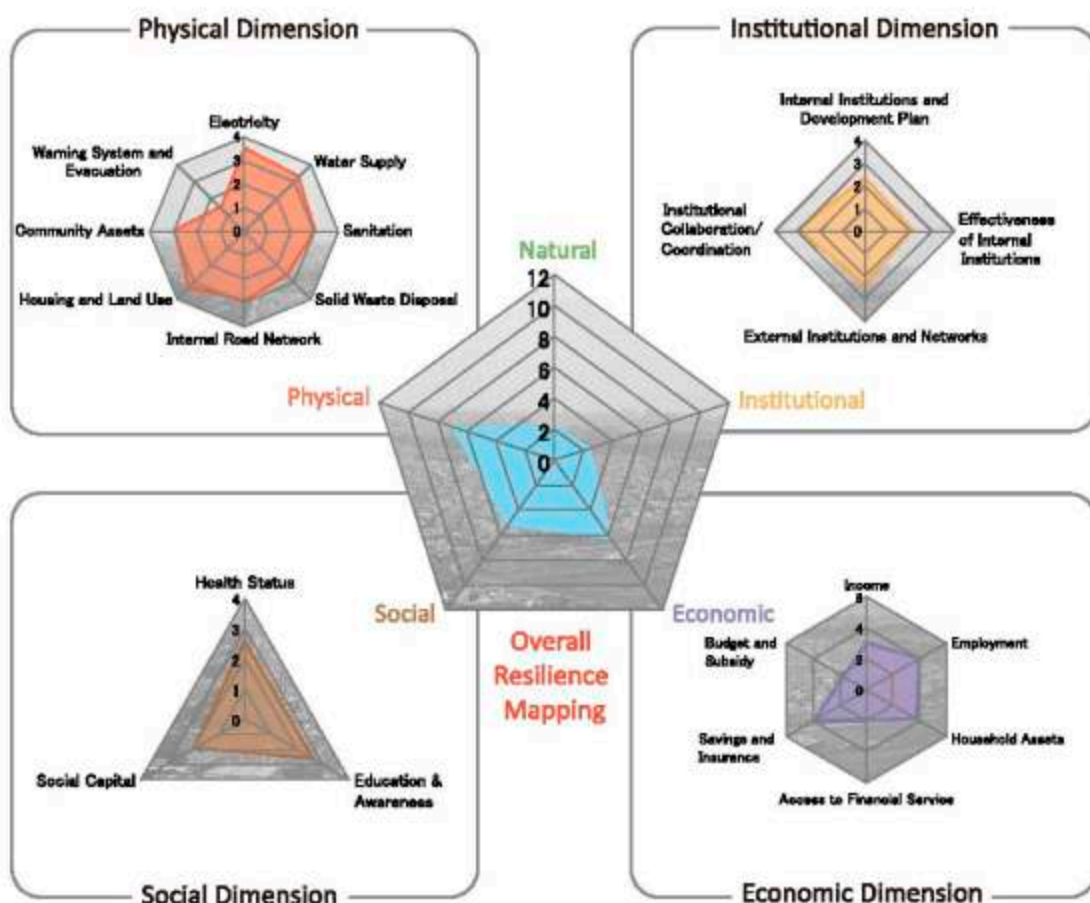 Physical Dimension
Electricity
4
3
2
1
0
Warning System and
Evacuation
Water Supply
Community Assets
Sanitation
Housing and Land Use
Solid Waste Disposal
Internal Road Network
Institutional Dimension
Internal Institutions and
Development Plan
4
3
2
1
0
Institutional
Collaboration/
Coordination
Effectiveness
of Internal
Institutions
External Institutions and Networks
Natural
12
10
8
6
4
2
0
Physical
Institutional
Social
Economic
Overall
Resilience
Mapping
Health Status
4
3
2
1
0
Social Capital
Education &
Awareness
Social Dimension
Income
4
2
0
Budget and
Subsidy
Employment
Savings and
Insurance
Household Assets
Access to Financial Service
Economic Dimension